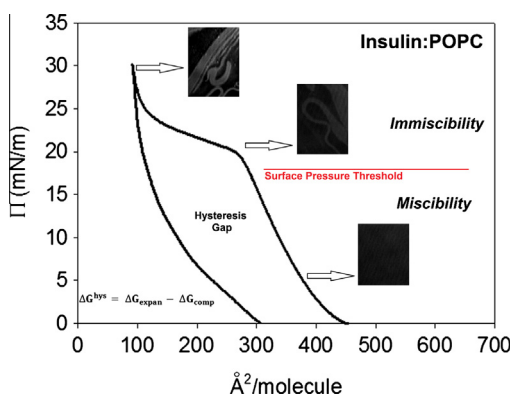 Insulin:POPC
Immiscibility
Surface Pressure Threshold
Miscibility
Hysteresis
Gap
ΔG^hys = ΔG_expan − ΔG_comp
Π (mN/m)
35
30
25
20
15
10
5
0
0 100 200 300 400 500 600 700
Å²/molecule